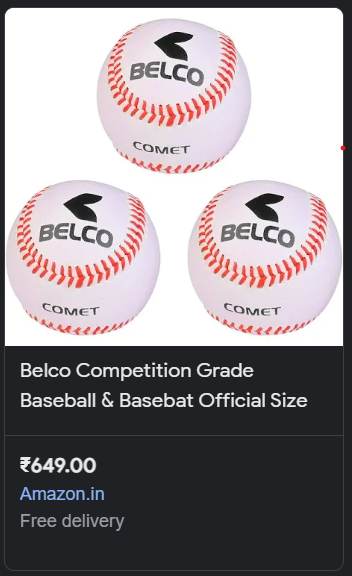 BELCO
COMET
BELCO
COMET
BELCO
COMET
Belco Competition Grade
Baseball & Basebat Official Size
₹649.00
Amazon.in
Free delivery